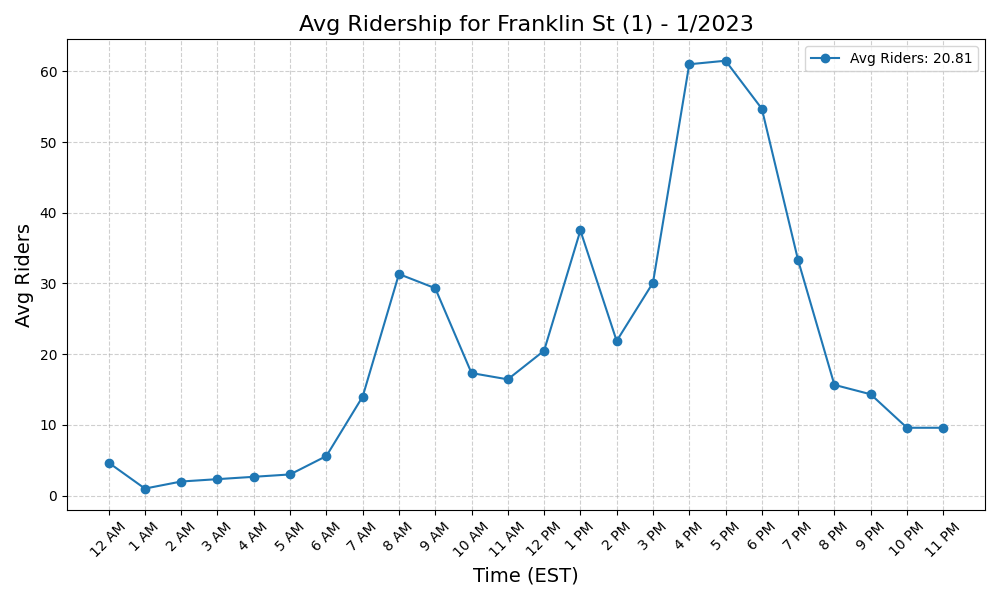 Avg Ridership for Franklin St (1) - 1/2023
Avg Riders: 20.81
Avg Riders
60
50
40
30
20
10
0
12 AM
1 AM
2 AM
3 AM
4 AM
5 AM
6 AM
7 AM
8 AM
9 AM
10 AM
11 AM
12 PM
1 PM
2 PM
3 PM
4 PM
5 PM
6 PM
7 PM
8 PM
9 PM
10 PM
11 PM
Time (EST)